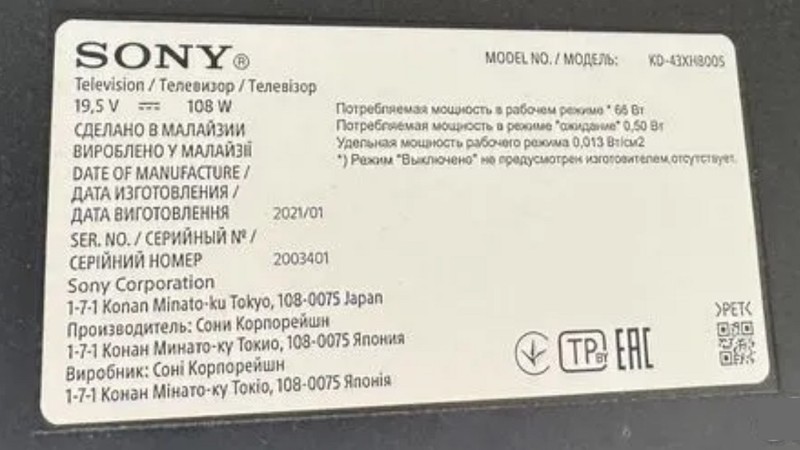 SONY®
MODEL NO. / МОДЕЛЬ: KD-43XH8005
Television / Телевизор / Телевізор
19,5 V ⎓ 108 W
СДЕЛАНО В МАЛАЙЗИИ
ВИРОБЛЕНО У МАЛАЗІЇ
DATE OF MANUFACTURE /
ДАТА ИЗГОТОВЛЕНИЯ /
ДАТА ВИГОТОВЛЕННЯ 2021/01
SER. NO. / СЕРИЙНЫЙ № /
СЕРІЙНИЙ НОМЕР 2003401
Потребляемая мощность в рабочем режиме * 66 Вт
Потребляемая мощность в режиме "ожидание" 0,50 Вт
Удельная мощность рабочего режима 0,013 Вт/см2
*) Режим "Выключено" не предусмотрен изготовителем,отсутствует.
Sony Corporation
1-7-1 Konan Minato-ku Tokyo, 108-0075 Japan
Производитель: Сони Корпорейшн
1-7-1 Конан Минато-ку Токио, 108-0075 Япония
Виробник: Соні Корпорейшн
1-7-1 Конан Мінато-ку Токіо, 108-0075 Японія
TP BY EAC
>PET<